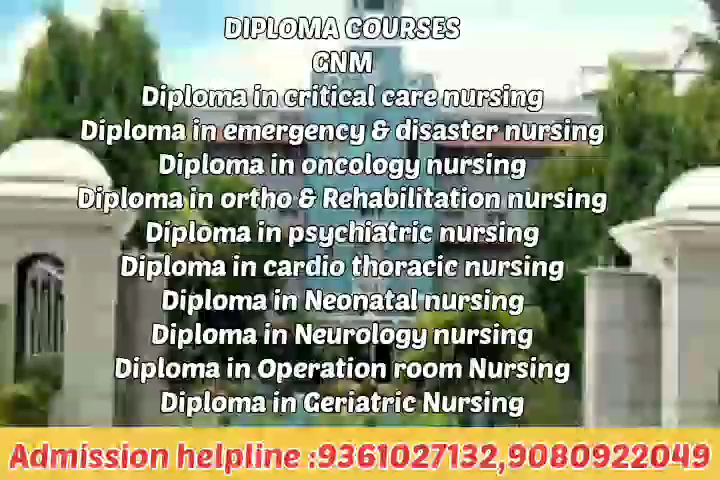 DIPLOMA COURSES
GNM
Diploma in critical care nursing
Diploma in emergency & disaster nursing
Diploma in oncology nursing
Diploma in ortho & Rehabilitation nursing
Diploma in psychiatric nursing
Diploma in cardio thoracic nursing
Diploma in Neonatal nursing
Diploma in Neurology nursing
Diploma in Operation room Nursing
Diploma in Geriatric Nursing
Admission helpline :9361027132,9080922049